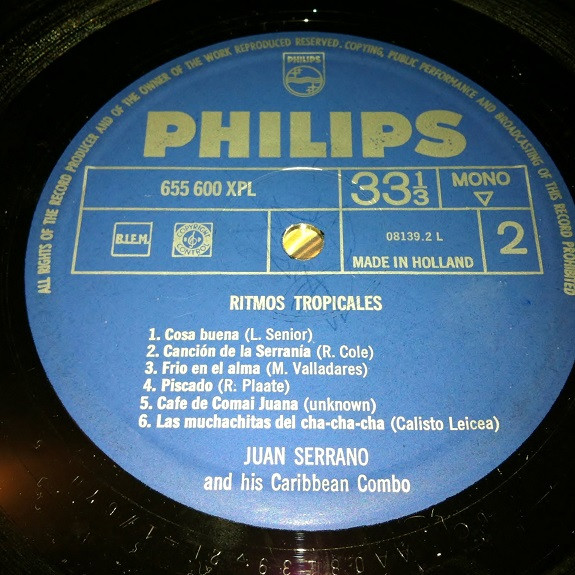 ALL RIGHTS OF THE RECORD PRODUCER AND OF THE OWNER OF THE WORK REPRODUCED RESERVED. COPYING, PUBLIC PERFORMANCE AND BROADCASTING OF THIS RECORD PROHIBITED
PHILIPS
PHILIPS
655 600 XPL
33 1/3
MONO
B.I.E.M.
COPYRIGHT CONTROL
08139.2 L
MADE IN HOLLAND
2
RITMOS TROPICALES
1. Cosa buena (L. Senior)
2. Canción de la Serranía (R. Cole)
3. Frio en el alma (M. Valladares)
4. Piscado (R. Plaate)
5. Cafe de Comai Juana (unknown)
6. Las muchachitas del cha-cha-cha (Calisto Leicea)
JUAN SERRANO
and his Caribbean Combo